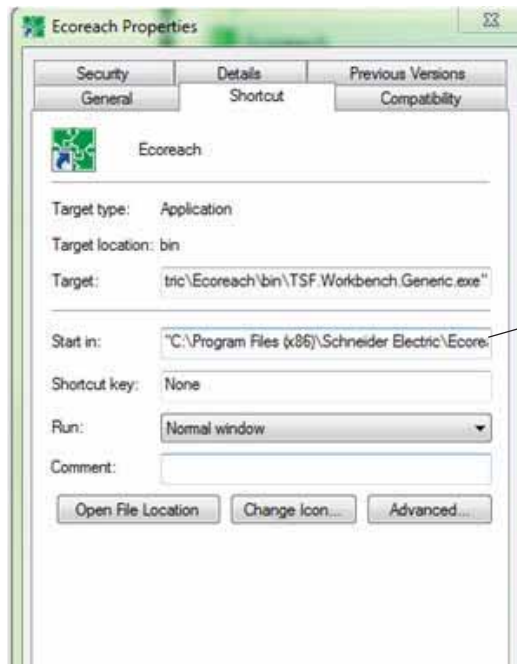 Ecoreach Properties
Security Details Previous Versions
General Shortcut Compatibility
Ecoreach
Target type: Application
Target location: bin
Target: tric\Ecoreach\bin\TSF.Workbench.Generic.exe"
Start in: "C:\Program Files (x86)\Schneider Electric\Ecorea
Shortcut key: None
Run: Normal window
Comment:
Open File Location Change Icon... Advanced...